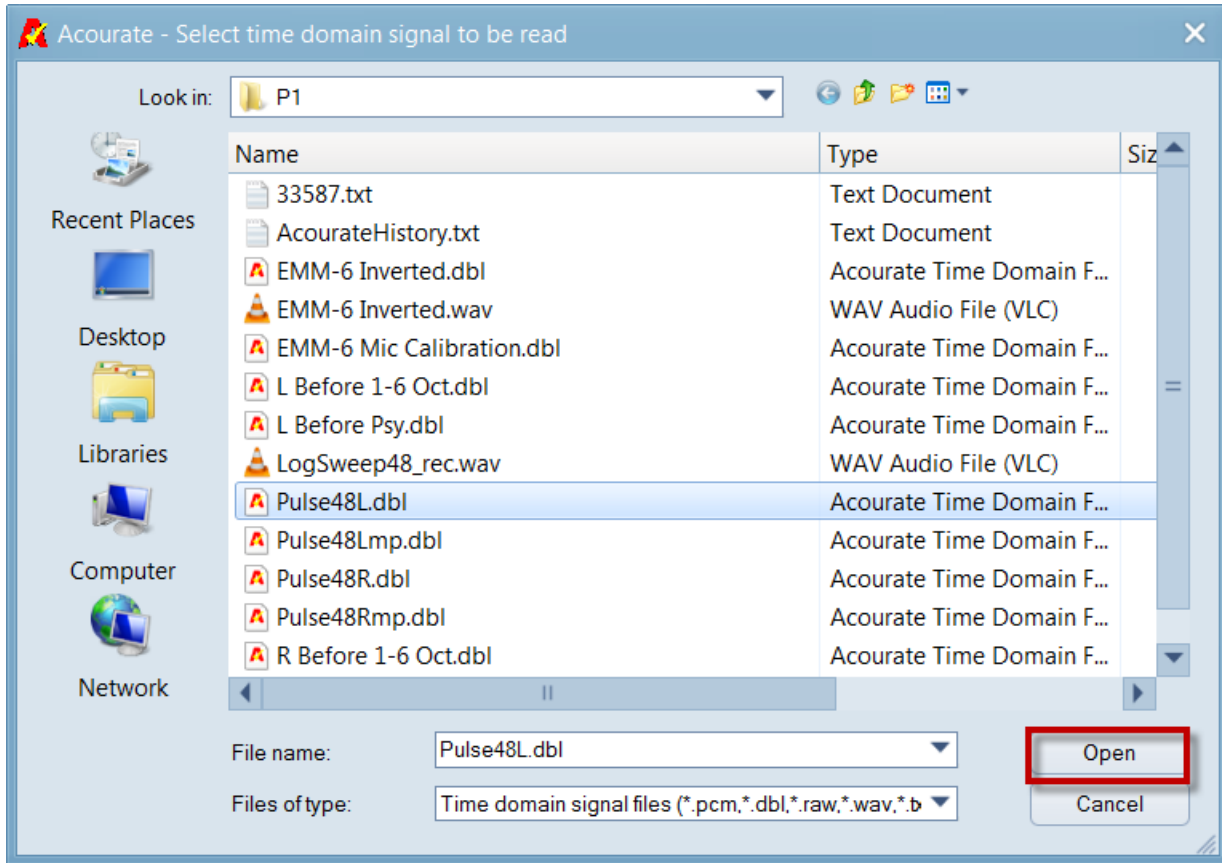 Acourate - Select time domain signal to be read
Look in: P1
Recent Places
Desktop
Libraries
Computer
Network
Name Type Siz
33587.txt Text Document
AcourateHistory.txt Text Document
EMM-6 Inverted.dbl Acourate Time Domain F...
EMM-6 Inverted.wav WAV Audio File (VLC)
EMM-6 Mic Calibration.dbl Acourate Time Domain F...
L Before 1-6 Oct.dbl Acourate Time Domain F...
L Before Psy.dbl Acourate Time Domain F...
LogSweep48_rec.wav WAV Audio File (VLC)
Pulse48L.dbl Acourate Time Domain F...
Pulse48Lmp.dbl Acourate Time Domain F...
Pulse48R.dbl Acourate Time Domain F...
Pulse48Rmp.dbl Acourate Time Domain F...
R Before 1-6 Oct.dbl Acourate Time Domain F...
File name: Pulse48L.dbl Open
Files of type: Time domain signal files (*.pcm,*.dbl,*.raw,*.wav,*.t Cancel